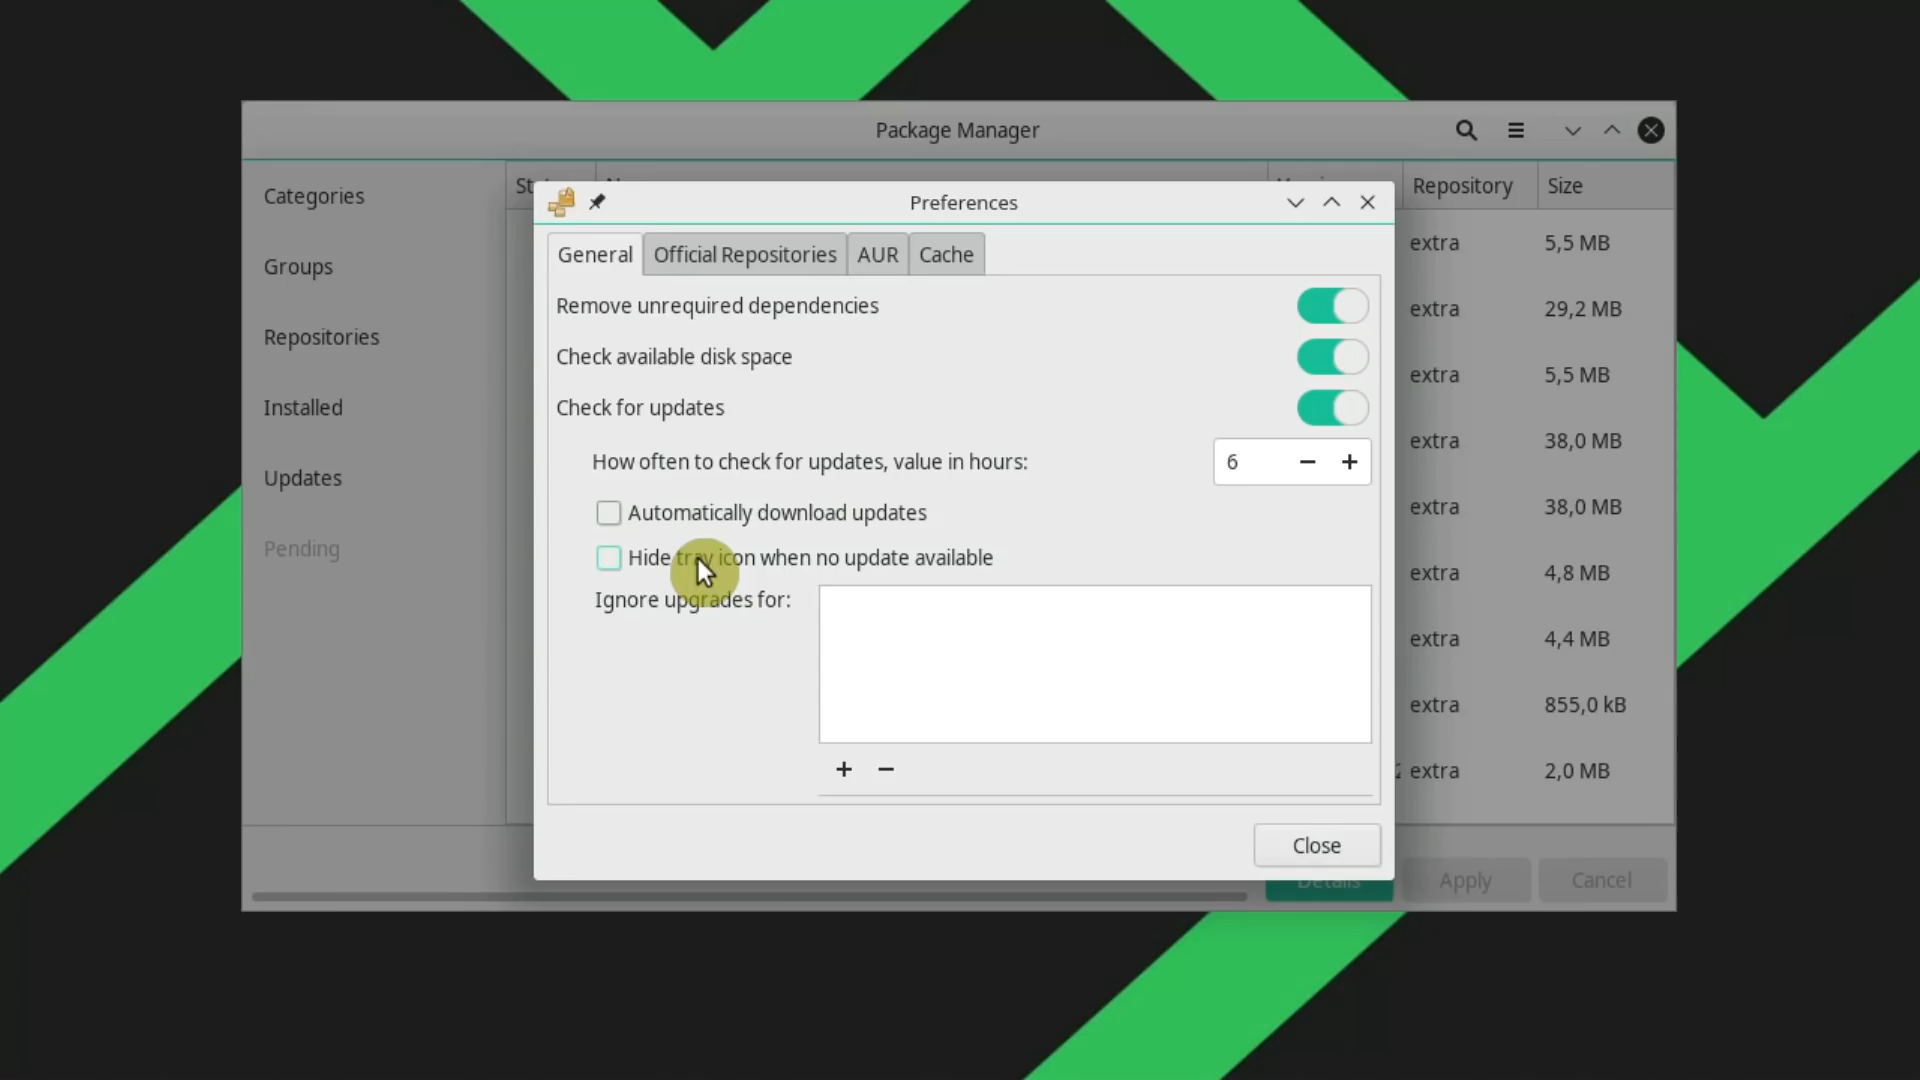 Package Manager
Categories
Groups
Repositories
Installed
Updates
Pending
Repository Size
Preferences
General Official Repositories AUR Cache
Remove unrequired dependencies
Check available disk space
Check for updates
How often to check for updates, value in hours: 6
Automatically download updates
Hide tray icon when no update available
Ignore upgrades for:
Close
extra 5,5 MB
extra 29,2 MB
extra 5,5 MB
extra 38,0 MB
extra 38,0 MB
extra 4,8 MB
extra 4,4 MB
extra 855,0 kB
extra 2,0 MB
Details Apply Cancel